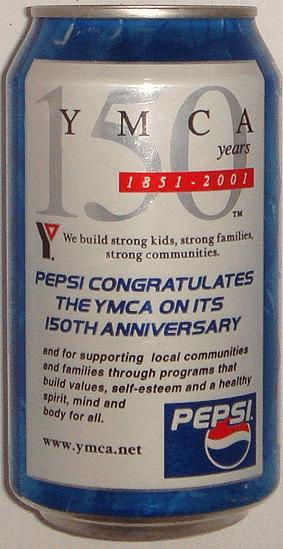 150
YMCA
years
1851-2001
TM
Y
We build strong kids, strong families,
strong communities.
PEPSI CONGRATULATES
THE YMCA ON ITS
150TH ANNIVERSARY
and for supporting local communities
and families through programs that
build values, self-esteem and a healthy
spirit, mind and
body for all.
www.ymca.net
PEPSI